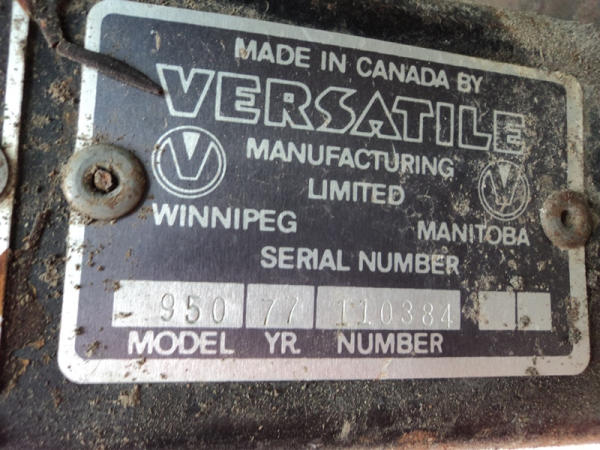 MADE IN CANADA BY
VERSATILE
MANUFACTURING
LIMITED
WINNIPEG MANITOBA
SERIAL NUMBER
950 77 110384
MODEL YR. NUMBER